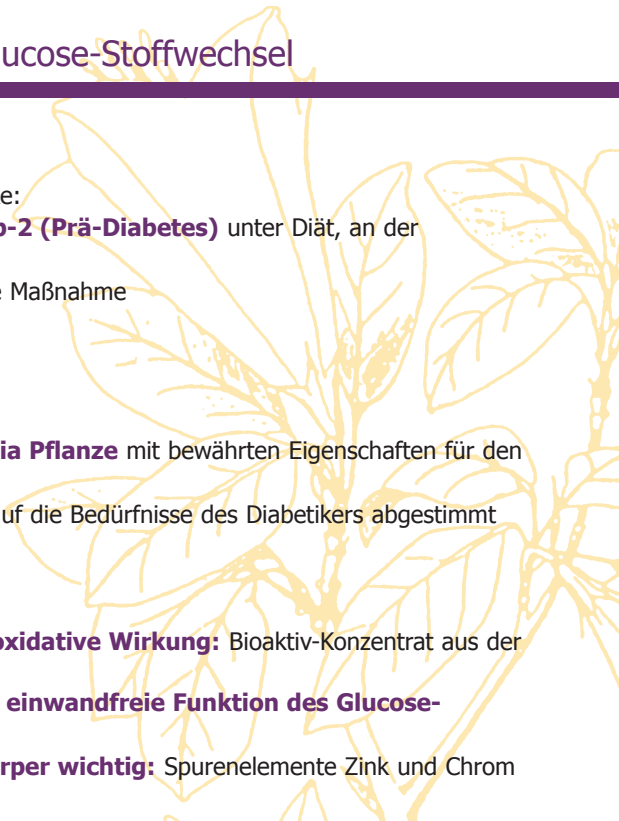 ucose-Stoffwechsel
e:
o-2 (Prä-Diabetes) unter Diät, an der
e Maßnahme
ia Pflanze mit bewährten Eigenschaften für den
uf die Bedürfnisse des Diabetikers abgestimmt
oxidative Wirkung: Bioaktiv-Konzentrat aus der
einwandfreie Funktion des Glucose-
rper wichtig: Spurenelemente Zink und Chrom